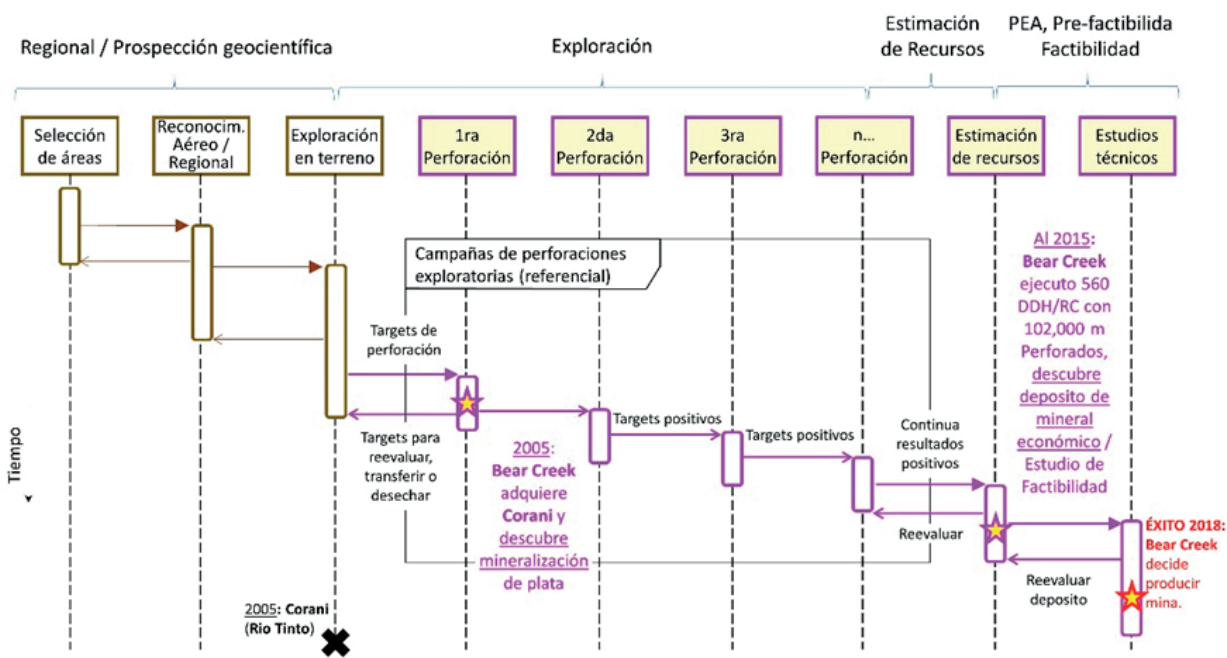 Regional / Prospección geocientífica
Exploración
Estimación
de Recursos
PEA, Pre-factibilida
Factibilidad
Selección
de áreas
Reconocim.
Aéreo /
Regional
Exploración
en terreno
1ra
Perforación
2da
Perforación
3ra
Perforación
n...
Perforación
Estimación
de recursos
Estudios
técnicos
Campañas de perforaciones
exploratorias (referencial)
Targets de
perforación
Targets para
reevaluar,
transferir o
desechar
2005:
Bear Creek
adquiere
Corani y
descubre
mineralización
de plata
Targets positivos
Targets positivos
Continua
resultados
positivos
Reevaluar
Al 2015:
Bear Creek
ejecuto 560
DDH/RC con
102,000 m
Perforados,
descubre
deposito de
mineral
económico /
Estudio de
Factibilidad
Reevaluar
deposito
ÉXITO 2018:
Bear Creek
decide
producir
mina.
2005: Corani
(Rio Tinto)
Tiempo